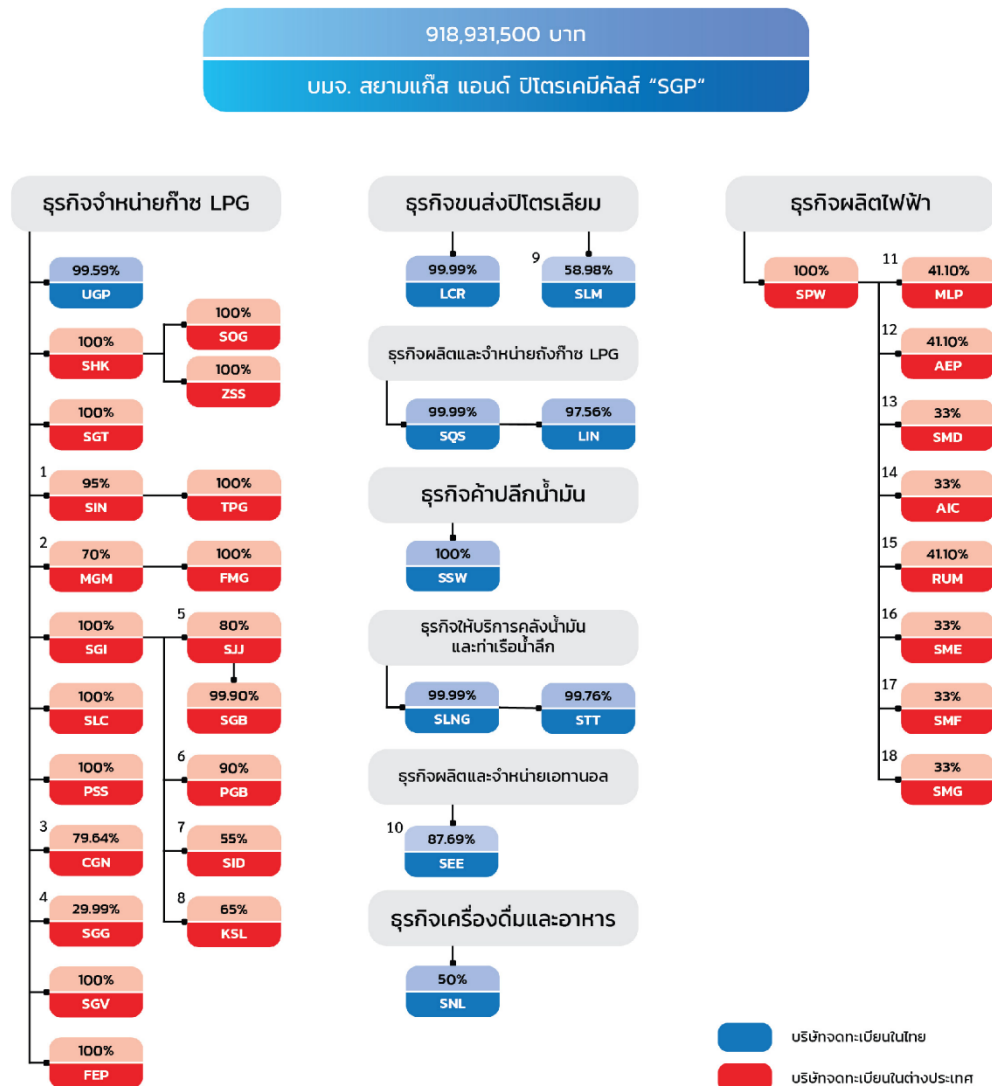 918,931,500 บาท
บมจ. สยามแก๊ส แอนด์ ปิโตรเคมีคัลส์ “SGP“
ธุรกิจจำหน่ายก๊าซ LPG
99.59%
UGP
100%
SHK
100%
SOG
100%
ZSS
100%
SGT
1
95%
SIN
100%
TPG
2
70%
MGM
100%
FMG
100%
SGI
5
80%
SJJ
100%
SLC
99.90%
SGB
100%
PSS
6
90%
PGB
3
79.64%
CGN
7
55%
SID
4
29.99%
SGG
8
65%
KSL
100%
SGV
100%
FEP
ธุรกิจขนส่งปิโตรเลียม
99.99%
LCR
9
58.98%
SLM
ธุรกิจผลิตและจำหน่ายถังก๊าซ LPG
99.99%
SQS
97.56%
LIN
ธุรกิจค้าปลีกน้ำมัน
100%
SSW
ธุรกิจให้บริการคลังน้ำมัน
และท่าเรือน้ำลึก
99.99%
SLNG
99.76%
STT
ธุรกิจผลิตและจำหน่ายเอทานอล
10
87.69%
SEE
ธุรกิจเครื่องดื่มและอาหาร
50%
SNL
ธุรกิจผลิตไฟฟ้า
100%
SPW
11
41.10%
MLP
12
41.10%
AEP
13
33%
SMD
14
33%
AIC
15
41.10%
RUM
16
33%
SME
17
33%
SMF
18
33%
SMG
บริษัทจดทะเบียนในไทย
บริษัทจดทะเบียนในต่างประเทศ